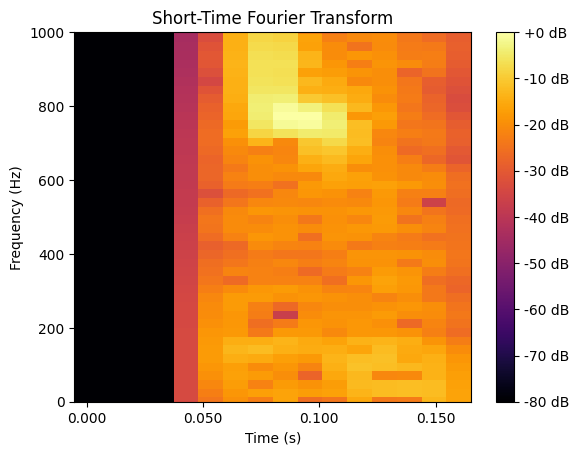 Short-Time Fourier Transform
1000
800
600
400
200
0
Frequency (Hz)
0.000
0.050
0.100
0.150
Time (s)
+0 dB
-10 dB
-20 dB
-30 dB
-40 dB
-50 dB
-60 dB
-70 dB
-80 dB